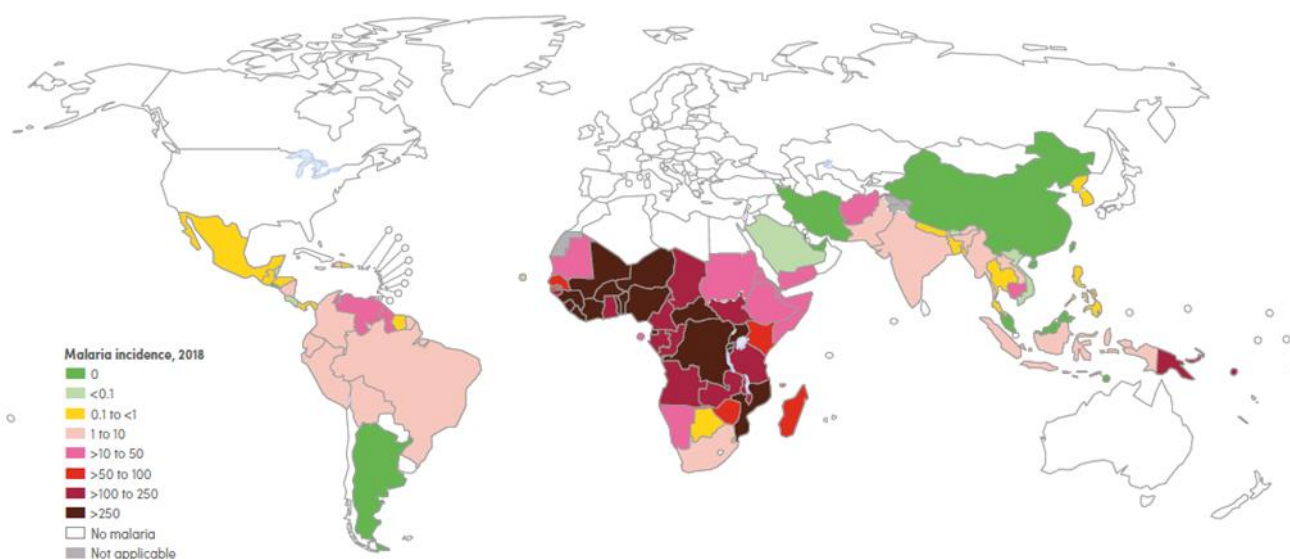 Malaria incidence, 2018
0
<0.1
0.1 to <1
1 to 10
>10 to 50
>50 to 100
>100 to 250
>250
No malaria
Not applicable